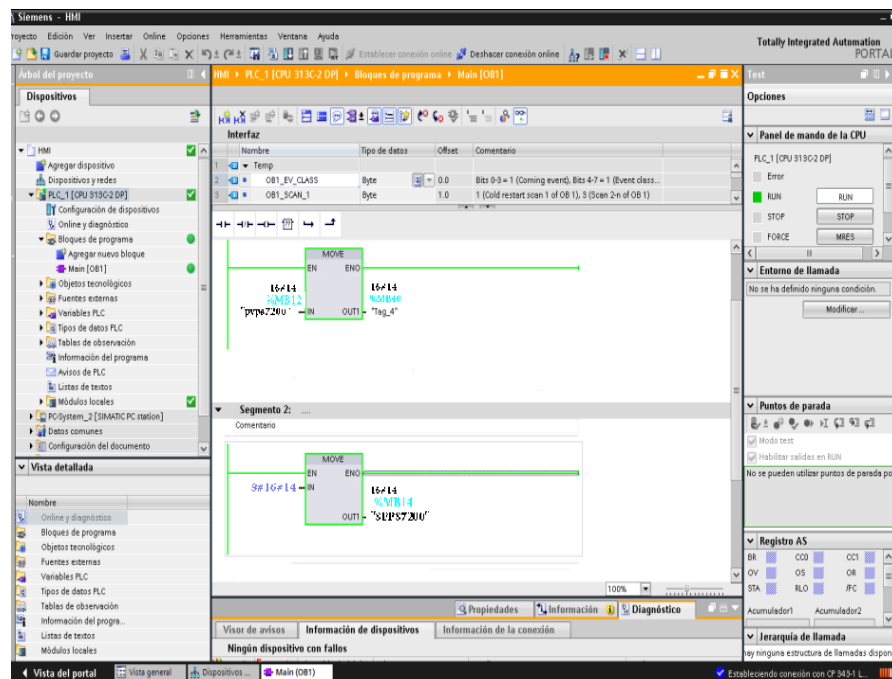 Siemens - HMI
royecto Edición Ver Insertar Online Opciones Herramientas Ventana Ayuda
Guardar proyecto Establecer conexión online Deshacer conexión online
Totally Integrated Automation
PORTAL
Árbol del proyecto
HMI PLC_1 [CPU 313C-2 DP] Bloques de programa Main [OB1]
Test
Dispositivos
Opciones
Interfaz
Nombre Tipo de datos Offset Comentario
1 Temp
2 OB1_EV_CLASS Byte 0.0 Bits 0-3 = 1 (Coming event), Bits 4-7 = 1 (Event class...
3 OB1_SCAN_1 Byte 1.0 1 (Cold restart scan 1 of OB 1), 3 (Scan 2-n of OB 1)
HMI
Agregar dispositivo
Dispositivos y redes
PLC_1 [CPU 313C-2 DP]
Configuración de dispositivos
Online y diagnóstico
Bloques de programa
Agregar nuevo bloque
Main [OB1]
Objetos tecnológicos
Fuentes externas
Variables PLC
Tipos de datos PLC
Tablas de observación
Información del programa
Avisos de PLC
Listas de textos
Módulos locales
PC-System_2 [SIMATIC PC station]
Datos comunes
Configuración del documento
MOVE
EN ENO
16#14 16#14
%MB12 %MB40
"pvps7200" IN OUT1 "Tag_4"
Segmento 2: ....
Comentario
MOVE
EN ENO
9#16#14 IN 16#14
%MB14
OUT1 "SPPS7200"
100%
Panel de mando de la CPU
PLC_1 [CPU 313C-2 DP]
Error
RUN RUN
STOP STOP
FORCE MRES
Entorno de llamada
No se ha definido ninguna condición.
Modificar...
Puntos de parada
Modo test
Habilitar salidas en RUN
No se pueden utilizar puntos de parada po
Registro AS
BR CC0 CC1
OV OS OR
STA RLO /FC
Acumulador1 Acumulador2
Jerarquía de llamada
hay ninguna estructura de llamadas dispon
Vista detallada
Nombre
Online y diagnóstico
Bloques de programa
Objetos tecnológicos
Fuentes externas
Variables PLC
Tipos de datos PLC
Tablas de observación
Información del progra...
Listas de textos
Módulos locales
Propiedades Información Diagnóstico
Visor de avisos Información de dispositivos Información de la conexión
Ningún dispositivo con fallos
Vista del portal Vista general Dispositivos ... Main (OB1) Estableciendo conexión con CP 343-1 L...